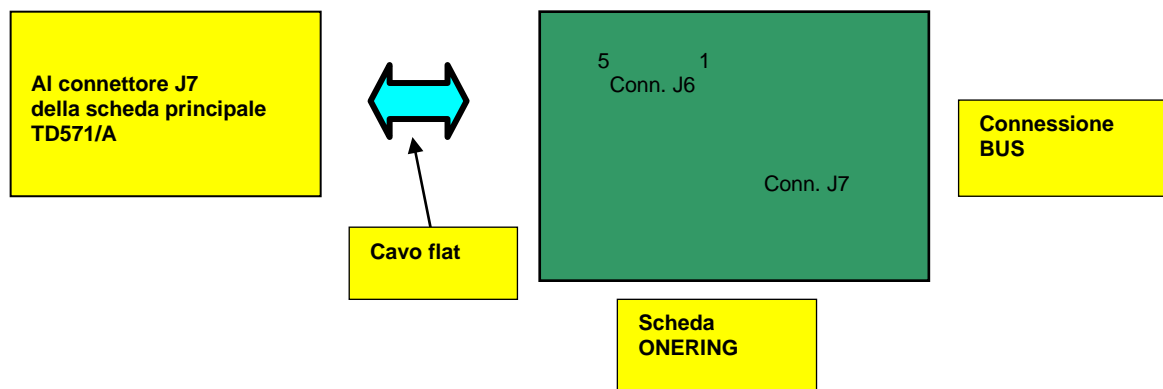 Al connettore J7
della scheda principale
TD571/A
Cavo flat
5 1
Conn. J6
Conn. J7
Scheda
ONERING
Connessione
BUS